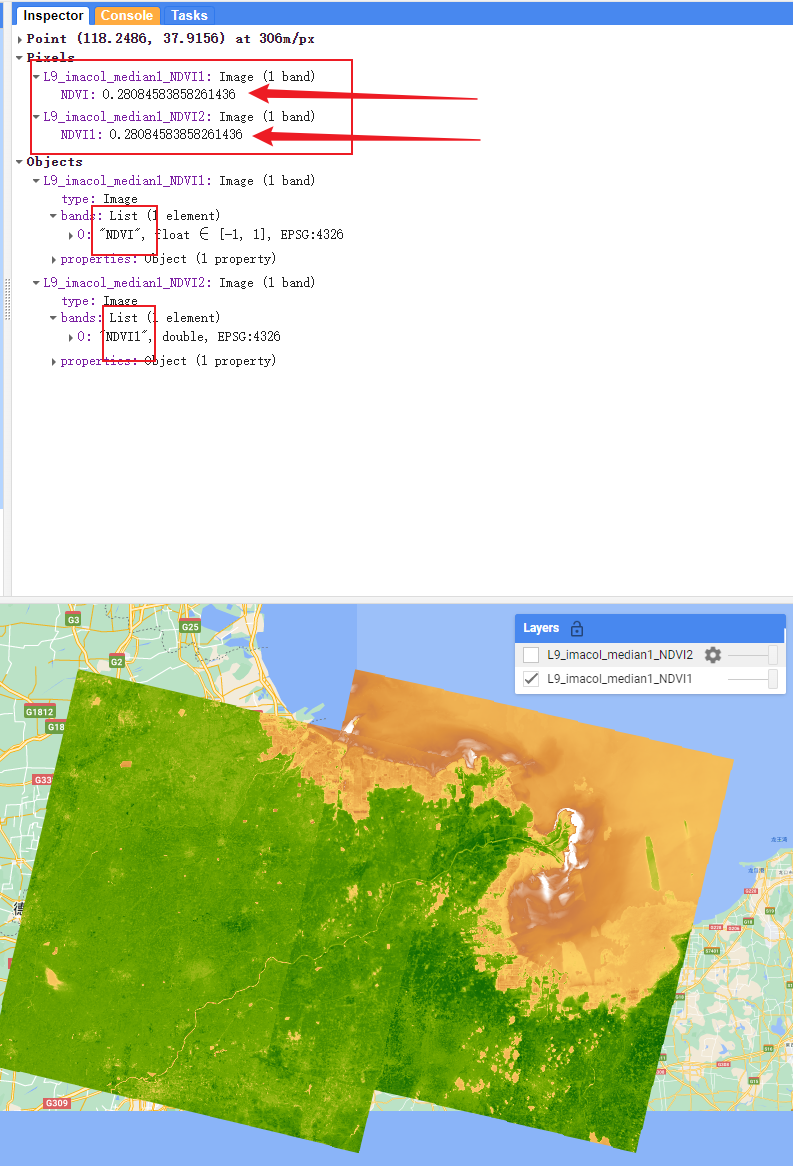 Inspector Console Tasks
Point (118.2486, 37.9156) at 306m/px
Pixels
L9_imacol_median1_NDVI1: Image (1 band)
NDVI: 0.28084583858261436
L9_imacol_median1_NDVI2: Image (1 band)
NDVI1: 0.28084583858261436
Objects
L9_imacol_median1_NDVI1: Image (1 band)
type: Image
bands: List (1 element)
0: "NDVI", float ∈ [-1, 1], EPSG:4326
properties: Object (1 property)
L9_imacol_median1_NDVI2: Image (1 band)
type: Image
bands: List (1 element)
0: "NDVI1", double, EPSG:4326
properties: Object (1 property)
G3
G25
G2
Layers
L9_imacol_median1_NDVI2
L9_imacol_median1_NDVI1
G1812
G18
G33
德
G309